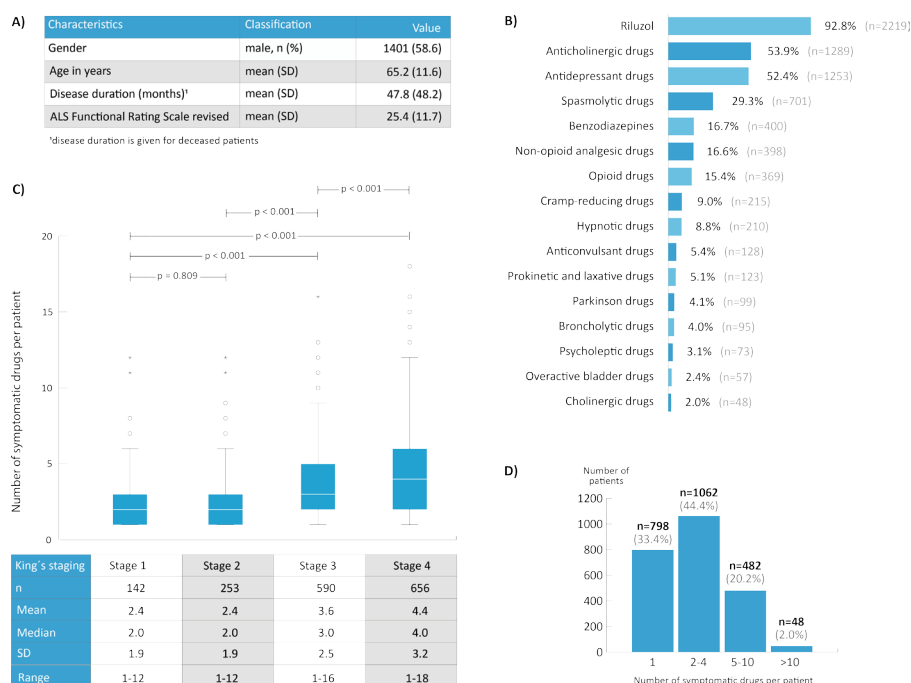 A)
Characteristics Classification Value
Gender male, n (%) 1401 (58.6)
Age in years mean (SD) 65.2 (11.6)
Disease duration (months)¹ mean (SD) 47.8 (48.2)
ALS Functional Rating Scale revised mean (SD) 25.4 (11.7)
¹disease duration is given for deceased patients
B)
Riluzol 92.8% (n=2219)
Anticholinergic drugs 53.9% (n=1289)
Antidepressant drugs 52.4% (n=1253)
Spasmolytic drugs 29.3% (n=701)
Benzodiazepines 16.7% (n=400)
Non-opioid analgesic drugs 16.6% (n=398)
Opioid drugs 15.4% (n=369)
Cramp-reducing drugs 9.0% (n=215)
Hypnotic drugs 8.8% (n=210)
Anticonvulsant drugs 5.4% (n=128)
Prokinetic and laxative drugs 5.1% (n=123)
Parkinson drugs 4.1% (n=99)
Broncholytic drugs 4.0% (n=95)
Psycholeptic drugs 3.1% (n=73)
Overactive bladder drugs 2.4% (n=57)
Cholinergic drugs 2.0% (n=48)
C)
p < 0.001
p < 0.001
p < 0.001
p < 0.001
p = 0.809
Number of symptomatic drugs per patient
20
15
10
5
0
King´s staging Stage 1 Stage 2 Stage 3 Stage 4
n 142 253 590 656
Mean 2.4 2.4 3.6 4.4
Median 2.0 2.0 3.0 4.0
SD 1.9 1.9 2.5 3.2
Range 1-12 1-12 1-16 1-18
D)
Number of
patients
1200
1000
800
600
400
200
0
n=798
(33.4%)
n=1062
(44.4%)
n=482
(20.2%)
n=48
(2.0%)
1 2-4 5-10 >10
Number of symptomatic drugs per patient